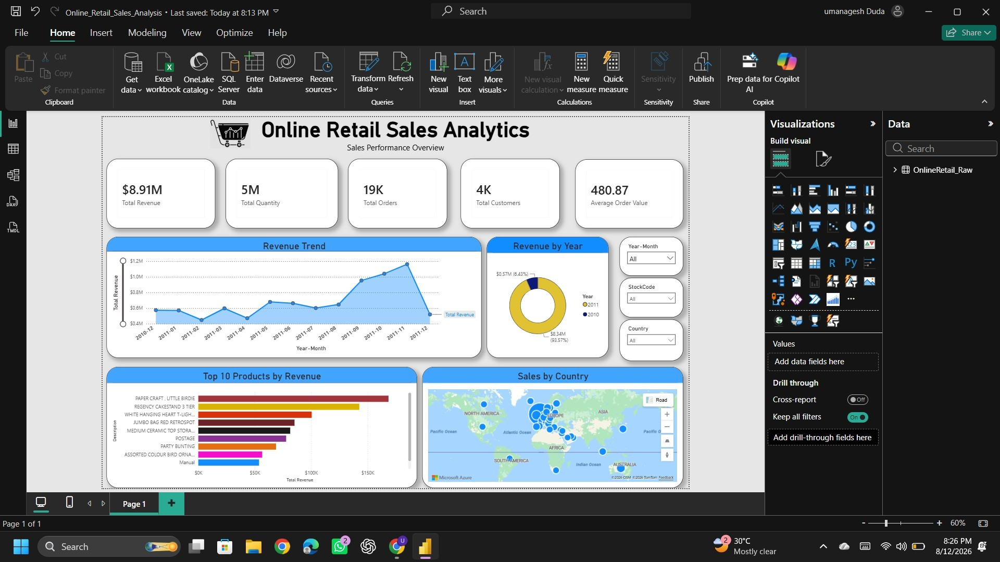 Online_Retail_Sales_Analysis • Last saved: Today at 8:13 PM
Search
umanagesh Duda
File
Home
Insert
Modeling
View
Optimize
Help
Share
Paste
Cut
Copy
Format painter
Clipboard
Get data
Excel workbook
OneLake catalog
SQL Server
Enter data
Dataverse
Recent sources
Data
Transform data
Refresh
Queries
New visual
A
Text box
More visuals
Insert
New visual calculation
New measure
Quick measure
Calculations
Sensitivity
Sensitivity
Publish
Share
Prep data for AI
Copilot
Copilot
DAX
TMDL
Online Retail Sales Analytics
Sales Performance Overview
$8.91M
Total Revenue
5M
Total Quantity
19K
Total Orders
4K
Total Customers
480.87
Average Order Value
Revenue Trend
Total Revenue
$1.2M
$1.0M
$0.8M
$0.6M
$0.4M
Total Revenue
2010-12
2011-01
2011-02
2011-03
2011-04
2011-05
2011-06
2011-07
2011-08
2011-09
2011-10
2011-11
2011-12
Year-Month
Revenue by Year
$0.57M (6.43%)
$8.34M
(93.57%)
Year
2011
2010
Year-Month
All
StockCode
All
Country
All
Top 10 Products by Revenue
Description
PAPER CRAFT , LITTLE BIRDIE
REGENCY CAKESTAND 3 TIER
WHITE HANGING HEART T-LIGH...
JUMBO BAG RED RETROSPOT
MEDIUM CERAMIC TOP STORA...
POSTAGE
PARTY BUNTING
ASSORTED COLOUR BIRD ORNA...
Manual
$0K
$50K
$100K
$150K
Total Revenue
Sales by Country
Road
NORTH AMERICA
EUROPE
ASIA
Pacific Ocean
Atlantic Ocean
Pacific O
AFRICA
SOUTH AMERICA
Indian Ocean
AUSTRALIA
Microsoft Azure
©2026 OSM ©2026 TomTom Feedback
Visualizations
Build visual
123
R
Py
Values
Add data fields here
Drill through
Cross-report
Off
Keep all filters
On
Add drill-through fields here
Data
Search
OnlineRetail_Raw
Page 1
Page 1 of 1
60%
Search
2
U
2
30°C
Mostly clear
8:26 PM
8/12/2026